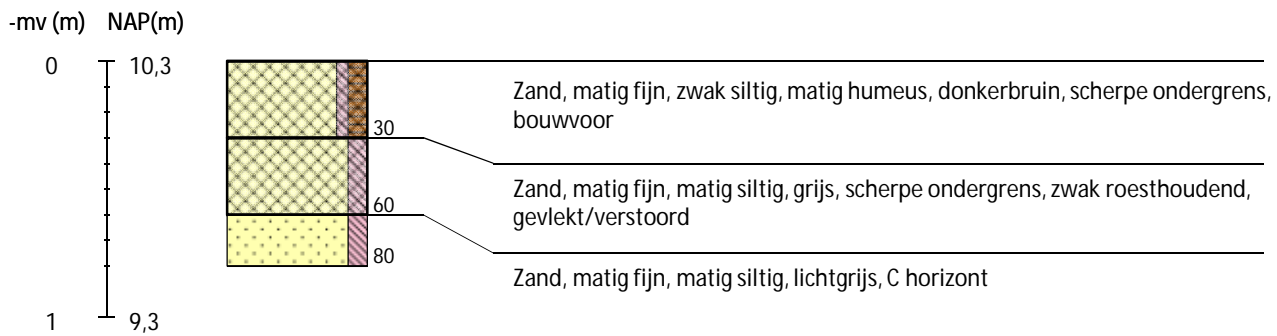 -mv (m) NAP(m)
0 10,3
Zand, matig fijn, zwak siltig, matig humeus, donkerbruin, scherpe ondergrens,
bouwvoor
30
Zand, matig fijn, matig siltig, grijs, scherpe ondergrens, zwak roesthoudend,
gevlekt/verstoord
60
80
Zand, matig fijn, matig siltig, lichtgrijs, C horizont
1 9,3